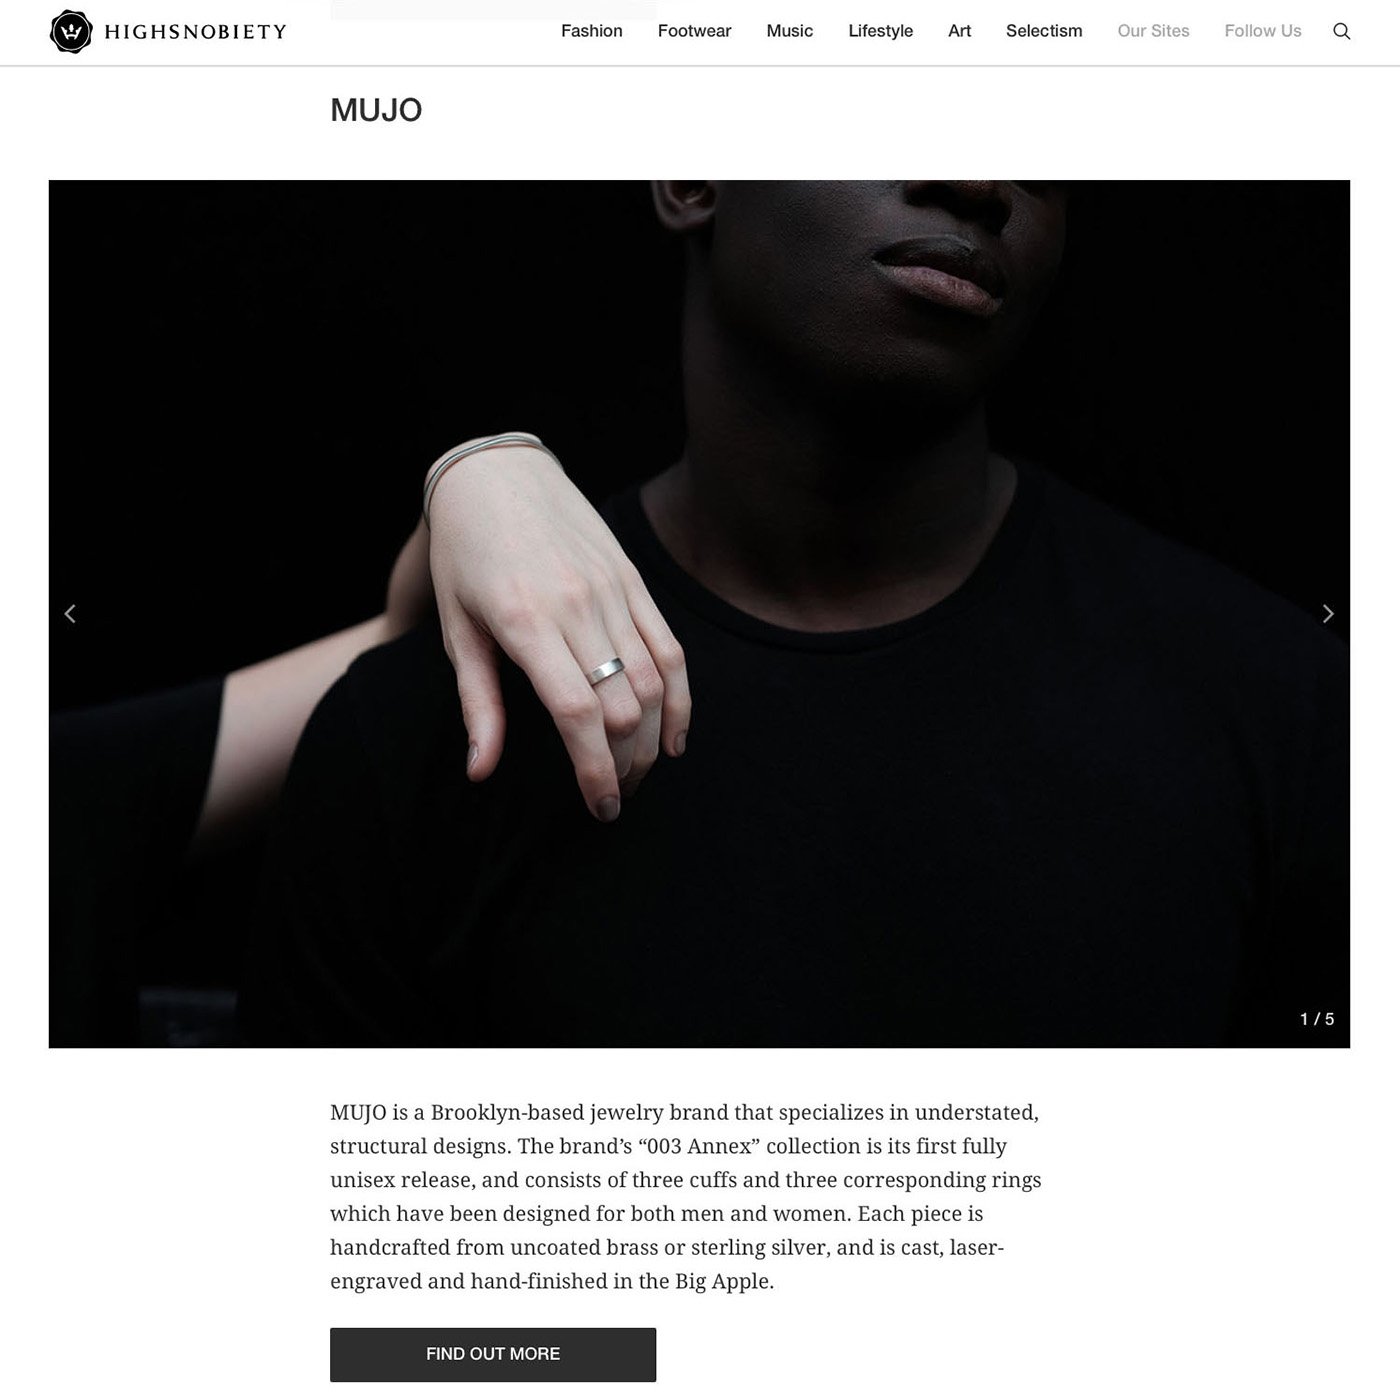 HIGHSNOBIETY
Fashion Footwear Music Lifestyle Art Selectism Our Sites Follow Us
MUJO
1 / 5
MUJO is a Brooklyn-based jewelry brand that specializes in understated,
structural designs. The brand’s “003 Annex” collection is its first fully
unisex release, and consists of three cuffs and three corresponding rings
which have been designed for both men and women. Each piece is
handcrafted from uncoated brass or sterling silver, and is cast, laser-
engraved and hand-finished in the Big Apple.
FIND OUT MORE